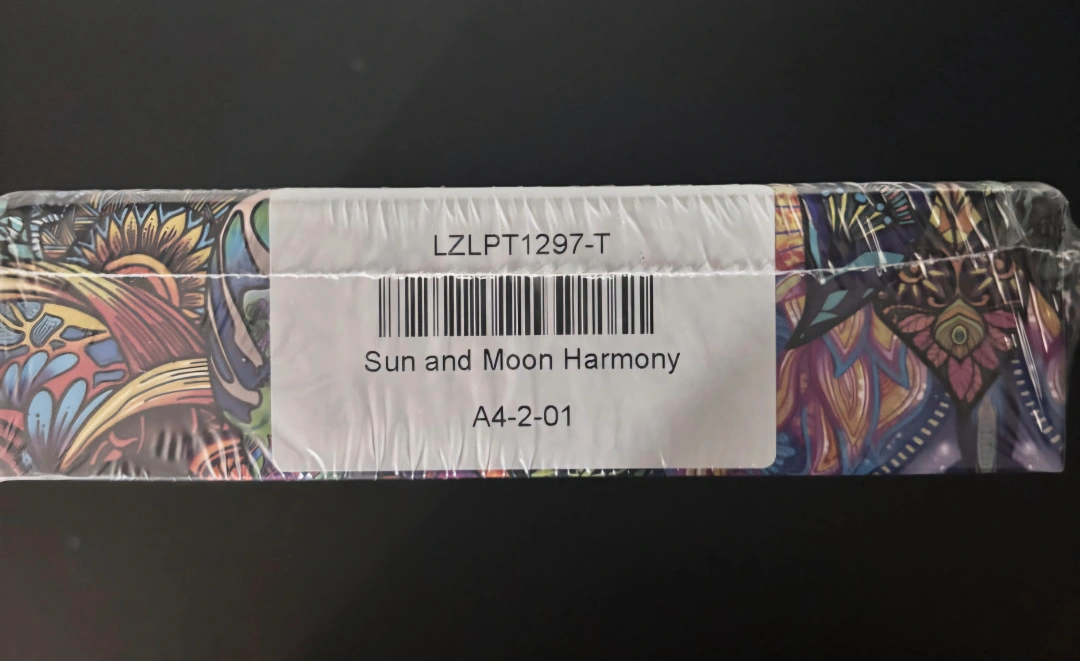 LZLPT1297-T
Sun and Moon Harmony
A4-2-01